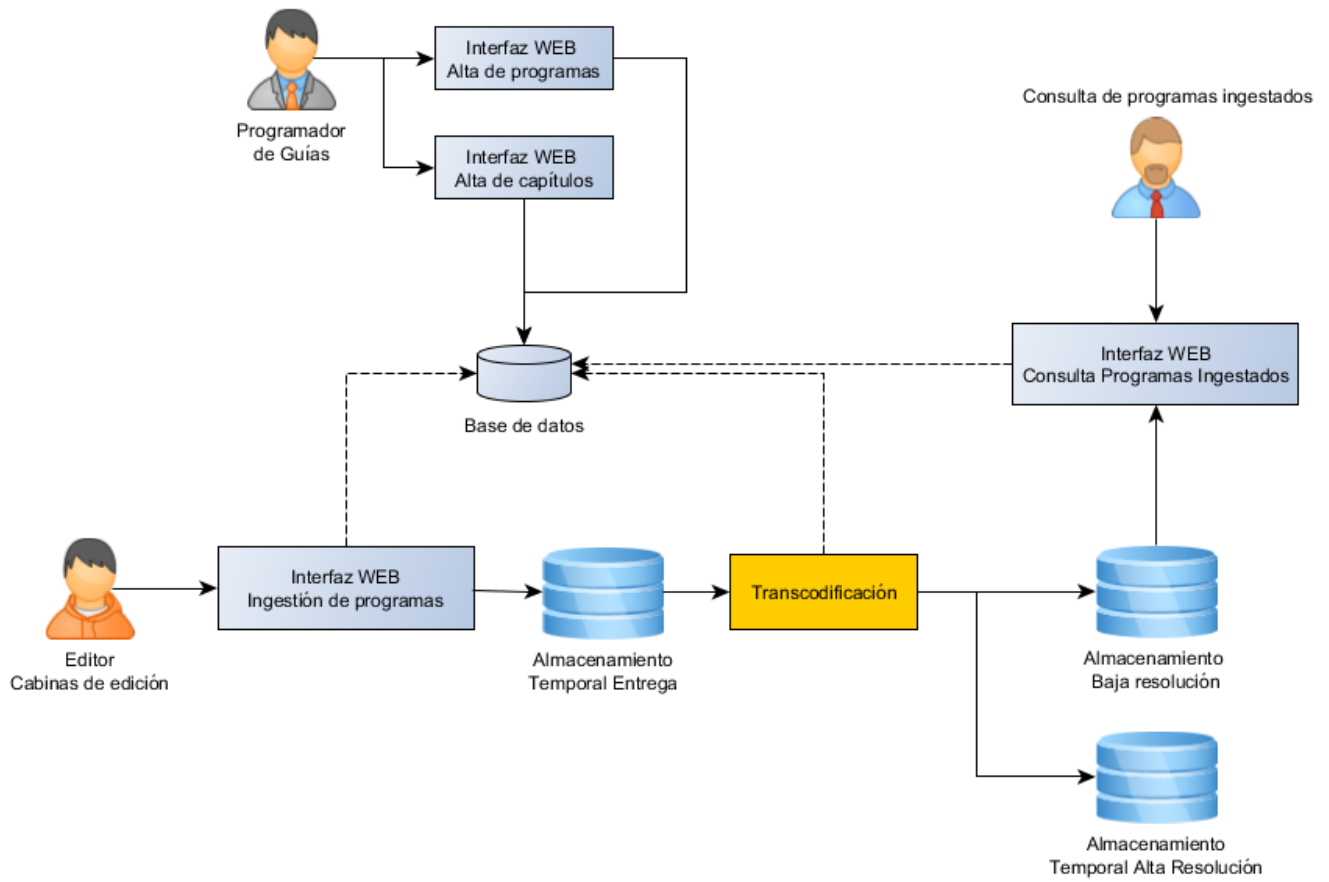 Interfaz WEB
Alta de programas
Programador
de Guías
Interfaz WEB
Alta de capítulos
Consulta de programas ingestados
Interfaz WEB
Consulta Programas Ingestados
Base de datos
Interfaz WEB
Ingestión de programas
Transcodificación
Editor
Cabinas de edición
Almacenamiento
Temporal Entrega
Almacenamiento
Baja resolución
Almacenamiento
Temporal Alta Resolución